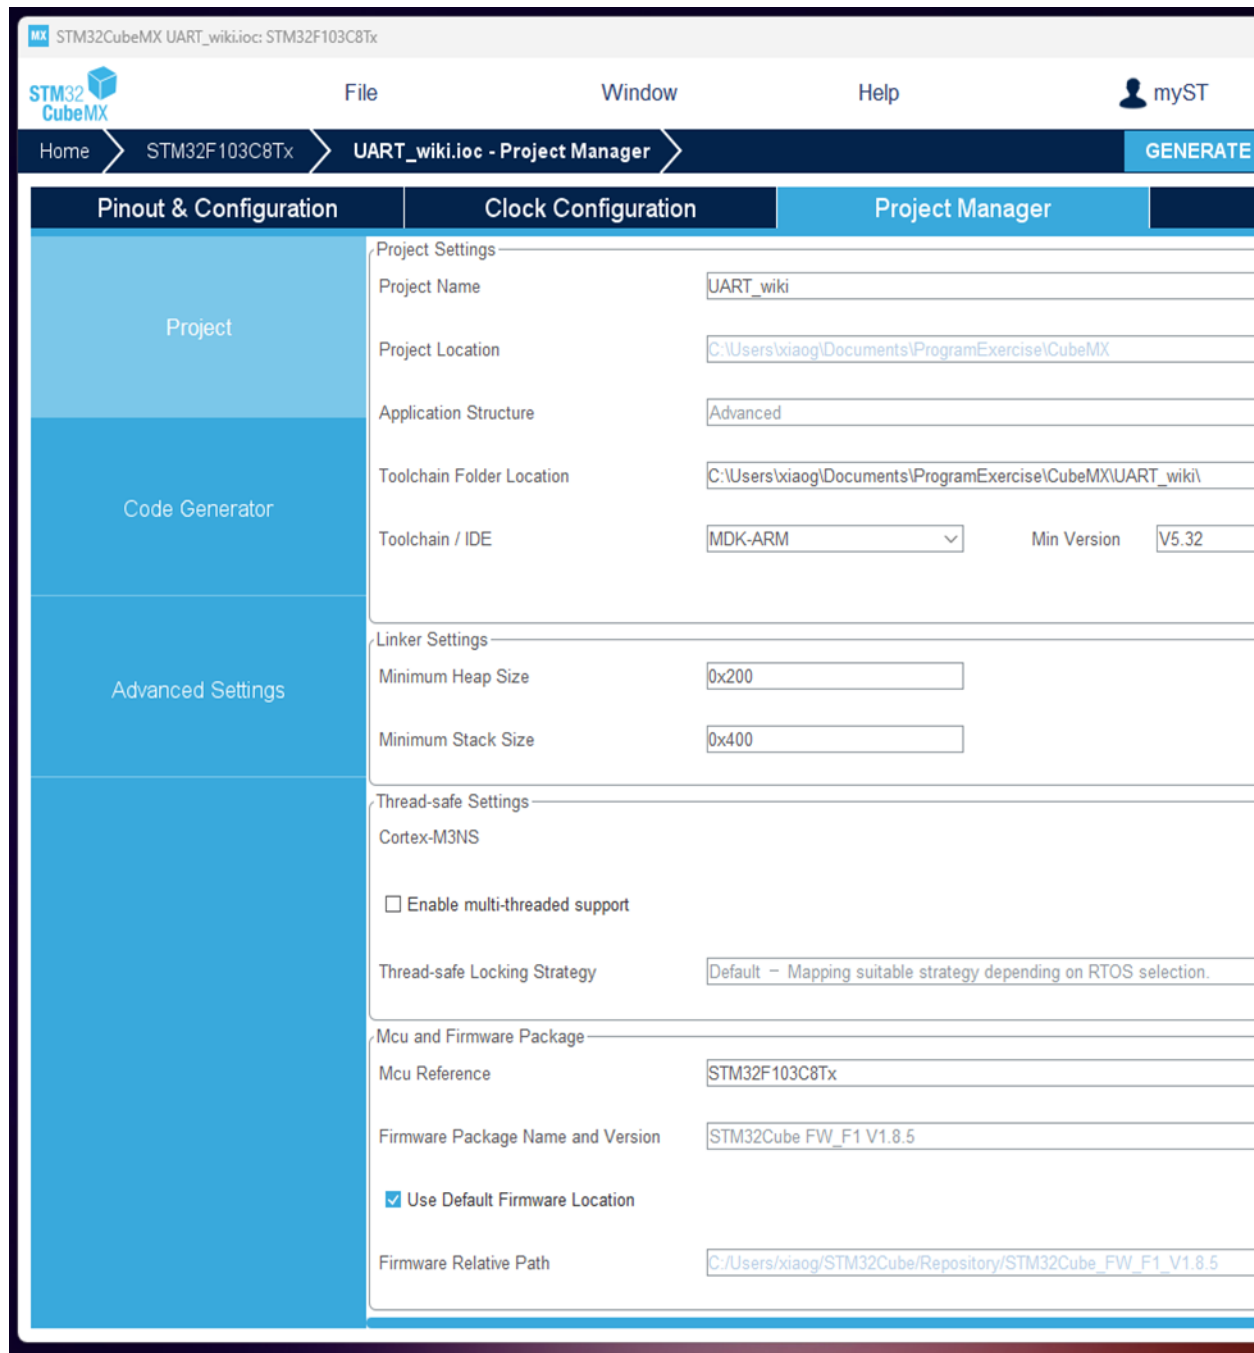 MX STM32CubeMX UART_wiki.ioc: STM32F103C8Tx
STM32 CubeMX
File Window Help myST
Home STM32F103C8Tx UART_wiki.ioc - Project Manager GENERATE
Pinout & Configuration Clock Configuration Project Manager
Project
Code Generator
Advanced Settings
Project Settings
Project Name UART_wiki
Project Location C:\Users\xiaog\Documents\ProgramExercise\CubeMX
Application Structure Advanced
Toolchain Folder Location C:\Users\xiaog\Documents\ProgramExercise\CubeMX\UART_wiki\
Toolchain / IDE MDK-ARM Min Version V5.32
Linker Settings
Minimum Heap Size 0x200
Minimum Stack Size 0x400
Thread-safe Settings
Cortex-M3NS
Enable multi-threaded support
Thread-safe Locking Strategy Default – Mapping suitable strategy depending on RTOS selection.
Mcu and Firmware Package
Mcu Reference STM32F103C8Tx
Firmware Package Name and Version STM32Cube FW_F1 V1.8.5
Use Default Firmware Location
Firmware Relative Path C:/Users/xiaog/STM32Cube/Repository/STM32Cube_FW_F1_V1.8.5